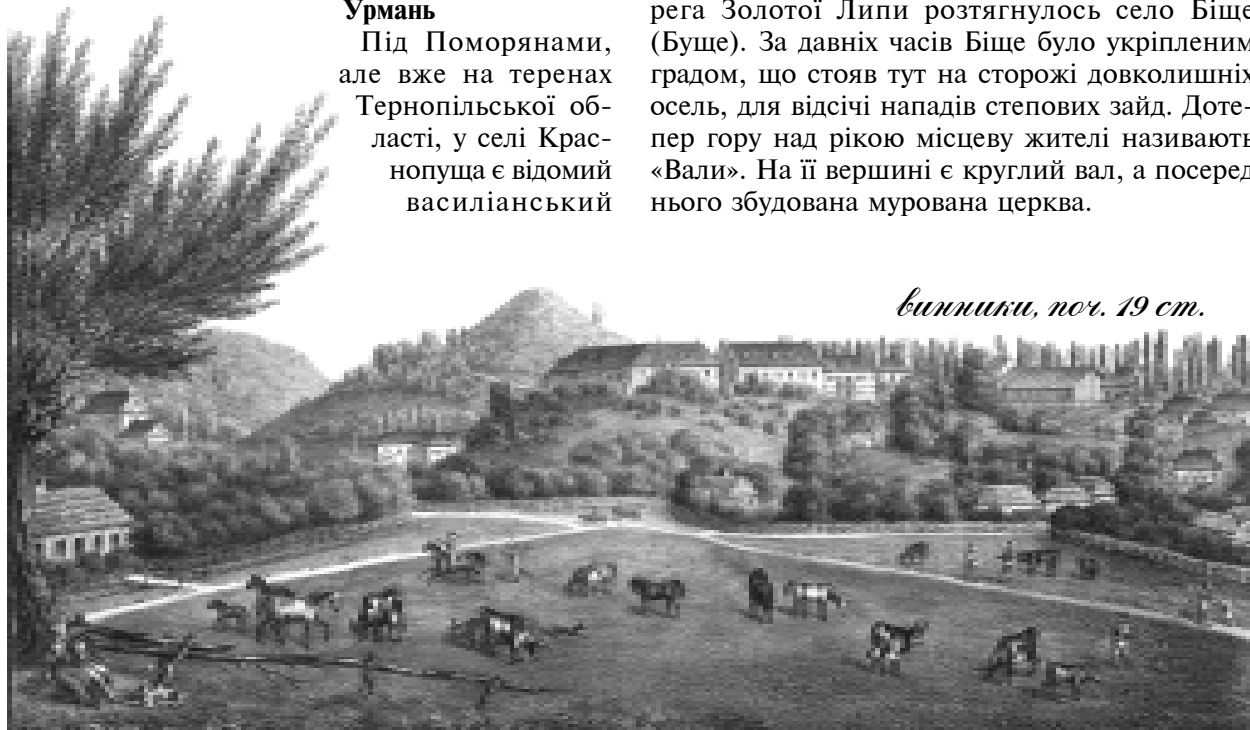 Урмань
Під Поморянами,
але вже на теренах
Тернопільської об-
ласті, у селі Крас-
нопуща є відомий
василіанський
рега Золотої Липи розтягнулось село Біще
(Буще). За давніх часів Біще було укріпленим
градом, що стояв тут на сторожі довколишніх
осель, для відсічі нападів степових зайд. Доте-
пер гору над рікою місцеву жителі називають
«Вали». На її вершині є круглий вал, а посеред
нього збудована мурована церква.
винники, поч. 19 ст.